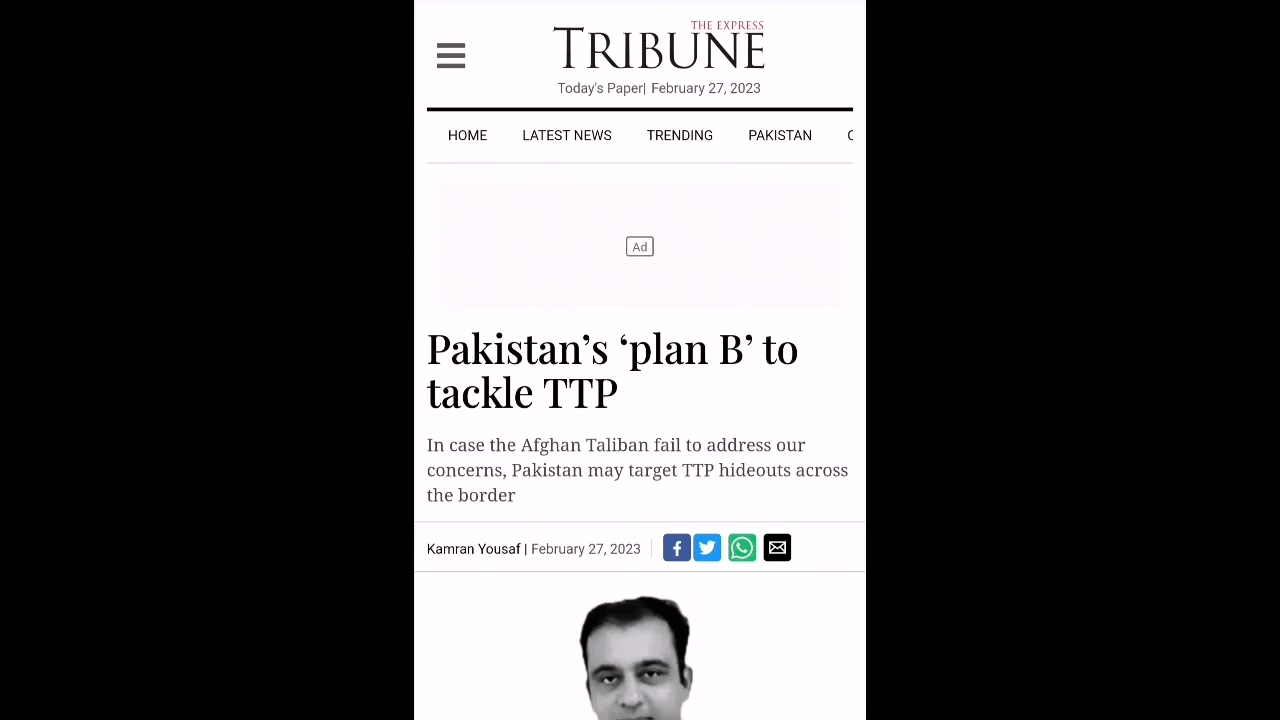 THE EXPRESS
TRIBUNE
Today's Paper| February 27, 2023
HOME LATEST NEWS TRENDING PAKISTAN
Ad
Pakistan's ‘plan B’ to
tackle TTP
In case the Afghan Taliban fail to address our
concerns, Pakistan may target TTP hideouts across
the border
Kamran Yousaf | February 27, 2023